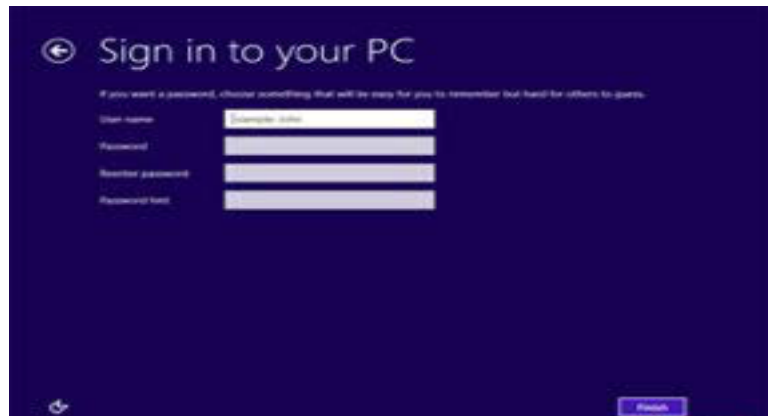 Sign in to your PC
If you want a password, choose something that will be easy for you to remember but hard for others to guess.
User name
Example: John
Password
Reenter password
Password hint
Finish